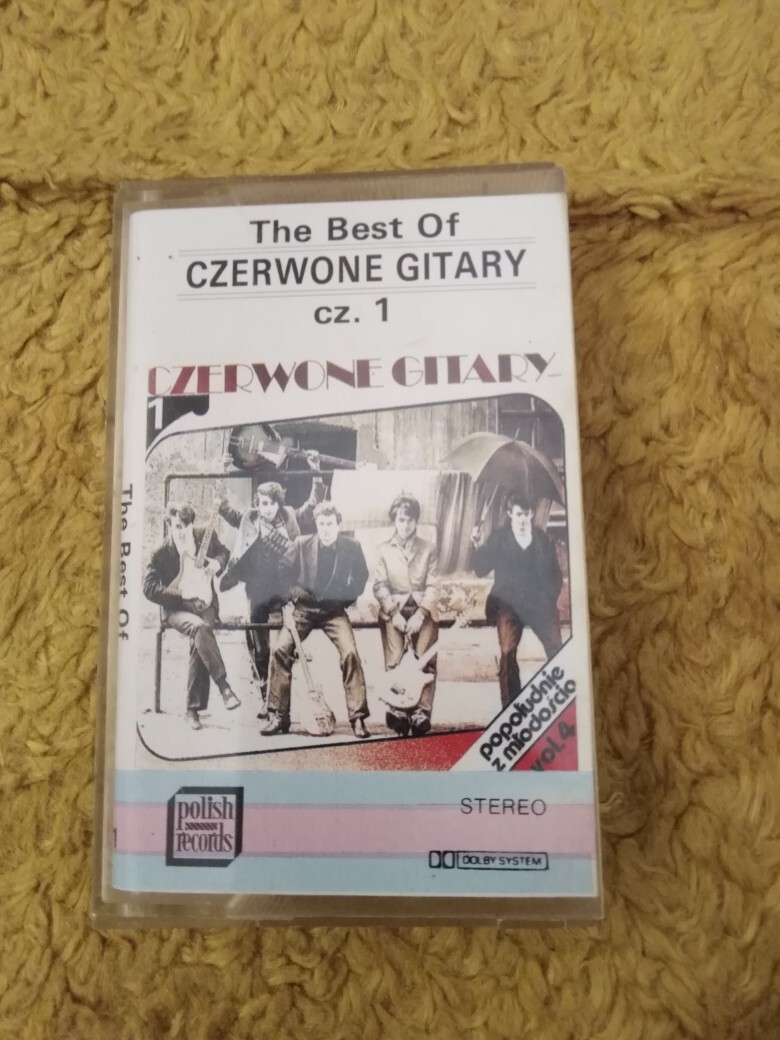 The Best Of
CZERWONE GITARY
cz. 1
CZERWONE GITARY
1
The Best Of
popołudnie
z młodością
vol. 4
polish
records
STEREO
DOLBY SYSTEM